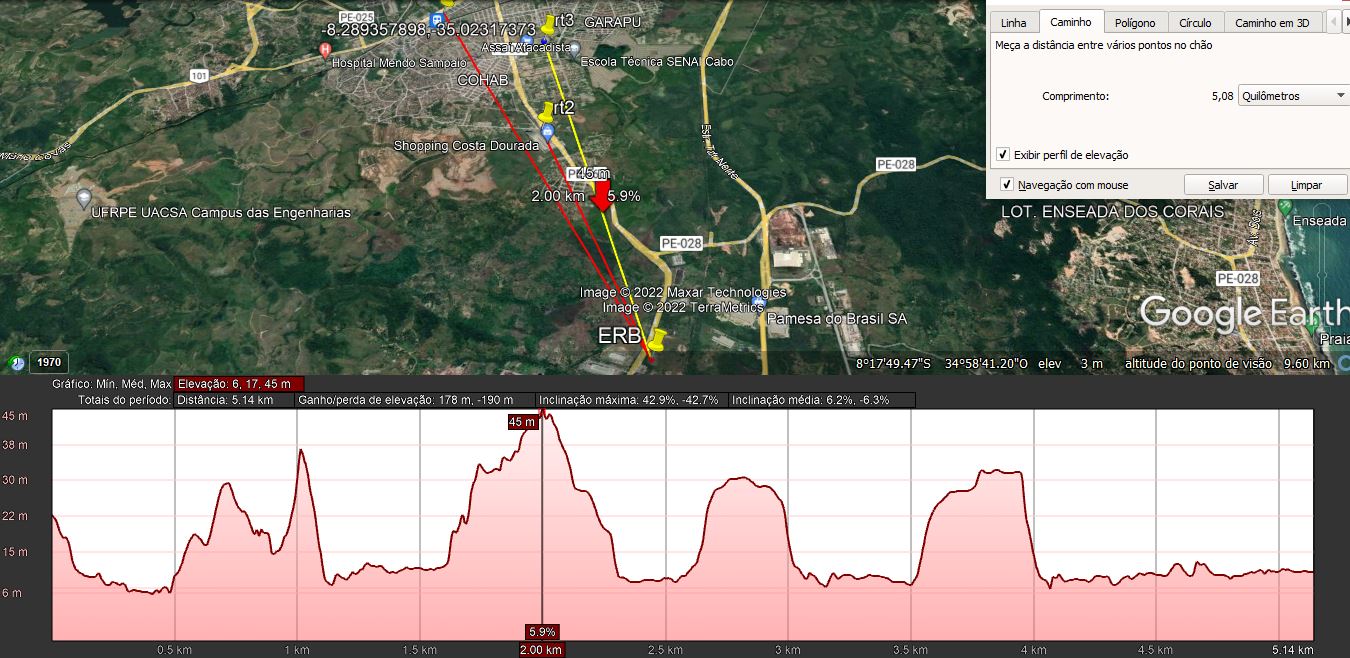 PE-025
rt3
GARAPU
-8.289357898, -35.02317373
Assaí Atacadista
Hospital Mendo Sampaio
Escola Técnica SENAI Cabo
101
COHAB
rt2
Shopping Costa Dourada
Est. Tr. Norte
PE-028
45 m
2.00 km
5.9%
UFRPE UACSA Campus das Engenharias
PE-028
Image © 2022 Maxar Technologies
Image © 2022 TerraMetrics
Pamesa do Brasil SA
ERB
LOT. ENSEADA DOS CORAIS
Enseada
Av. Dois
PE-028
Google Earth
Praia
1970
8°17'49.47"S 34°58'41.20"O elev 3 m altitude do ponto de visão 9.60 km
Linha Caminho Polígono Círculo Caminho em 3D
Meça a distância entre vários pontos no chão
Comprimento: 5,08 Quilômetros
Exibir perfil de elevação
Navegação com mouse Salvar Limpar
Gráfico: Mín, Méd, Máx Elevação: 6, 17, 45 m
Totais do período: Distância: 5.14 km Ganho/perda de elevação: 178 m, -190 m Inclinação máxima: 42.9%, -42.7% Inclinação média: 6.2%, -6.3%
45 m
45 m
38 m
30 m
22 m
15 m
6 m
5.9%
0.5 km 1 km 1.5 km 2.00 km 2.5 km 3 km 3.5 km 4 km 4.5 km 5.14 km